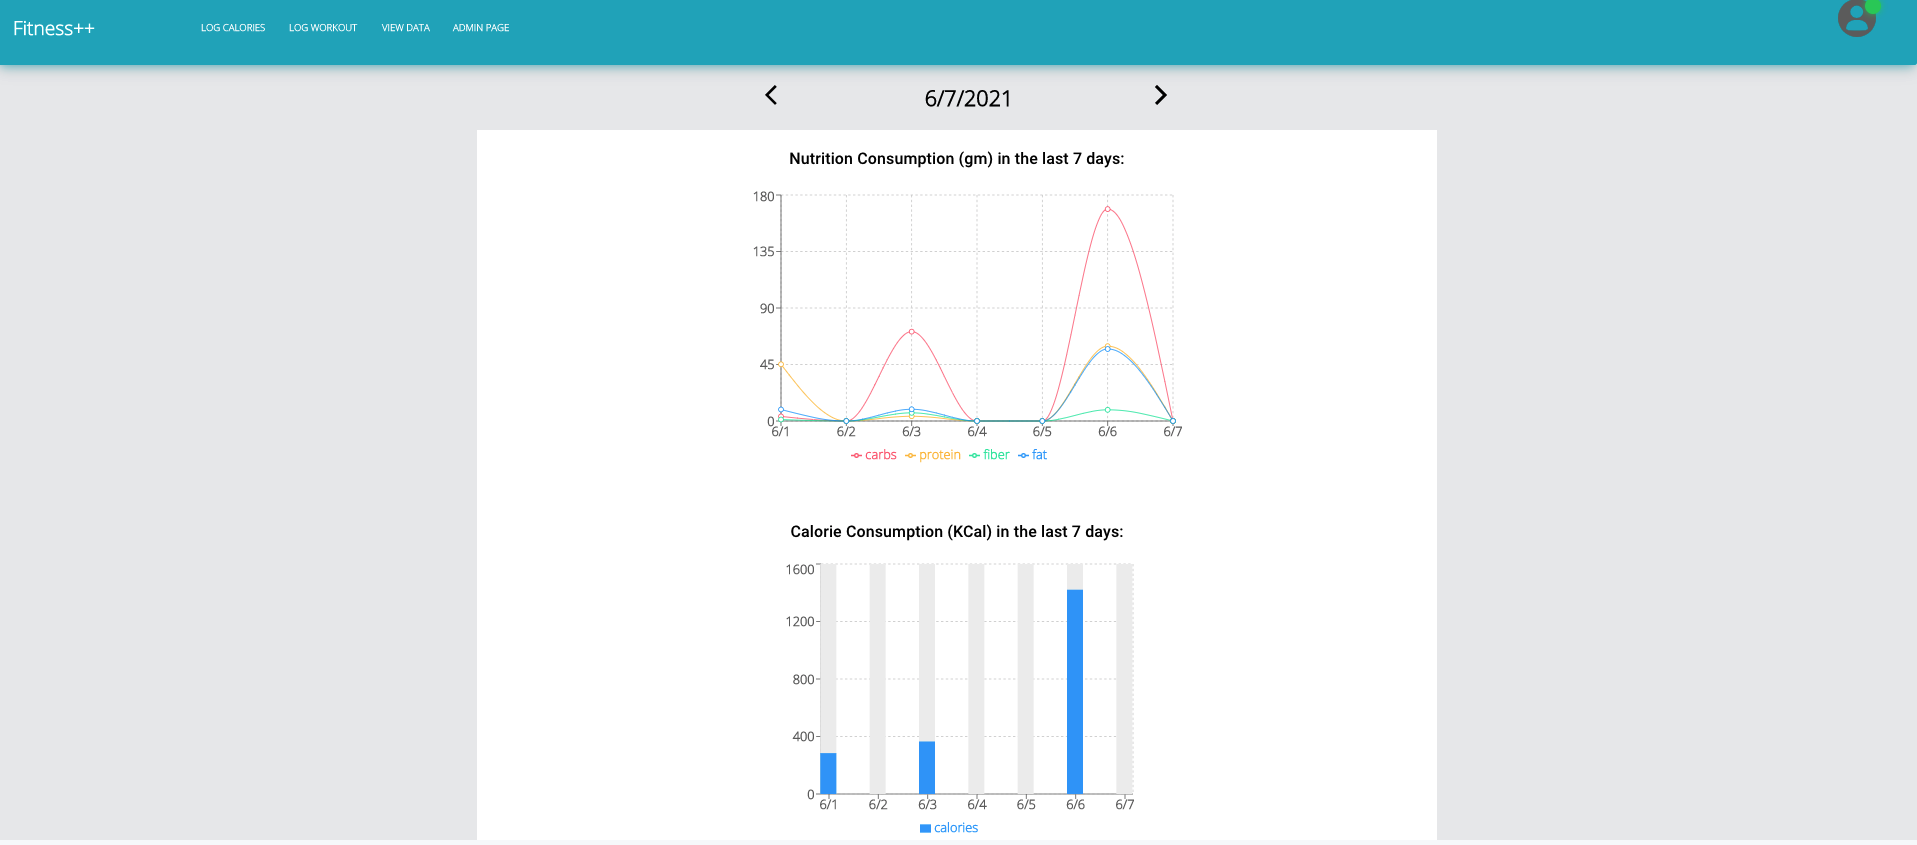 Fitness++
LOG CALORIES LOG WORKOUT VIEW DATA ADMIN PAGE
6/7/2021
Nutrition Consumption (gm) in the last 7 days:
180
135
90
45
0
6/1 6/2 6/3 6/4 6/5 6/6 6/7
carbs protein fiber fat
Calorie Consumption (KCal) in the last 7 days:
1600
1200
800
400
0
6/1 6/2 6/3 6/4 6/5 6/6 6/7
calories